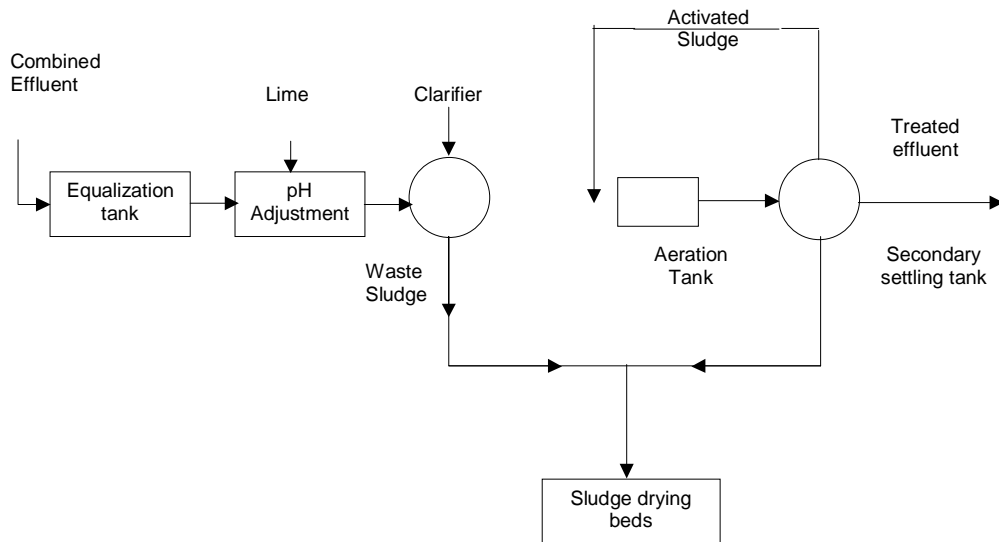 Activated
Sludge
Combined
Effluent
Lime
Clarifier
Treated
effluent
Equalization
tank
pH
Adjustment
Aeration
Tank
Secondary
settling tank
Waste
Sludge
Sludge drying
beds